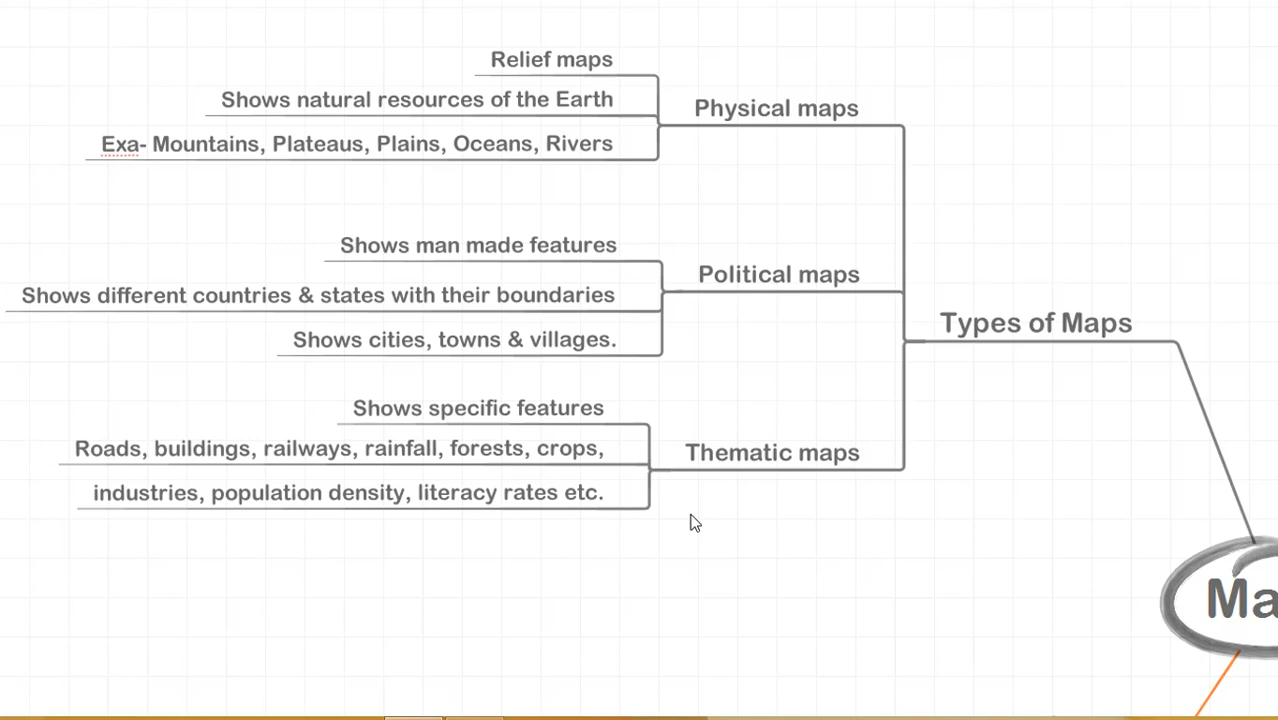 Relief maps
Shows natural resources of the Earth
Physical maps
Exa- Mountains, Plateaus, Plains, Oceans, Rivers
Shows man made features
Political maps
Shows different countries & states with their boundaries
Types of Maps
Shows cities, towns & villages.
Shows specific features
Roads, buildings, railways, rainfall, forests, crops,
Thematic maps
industries, population density, literacy rates etc.